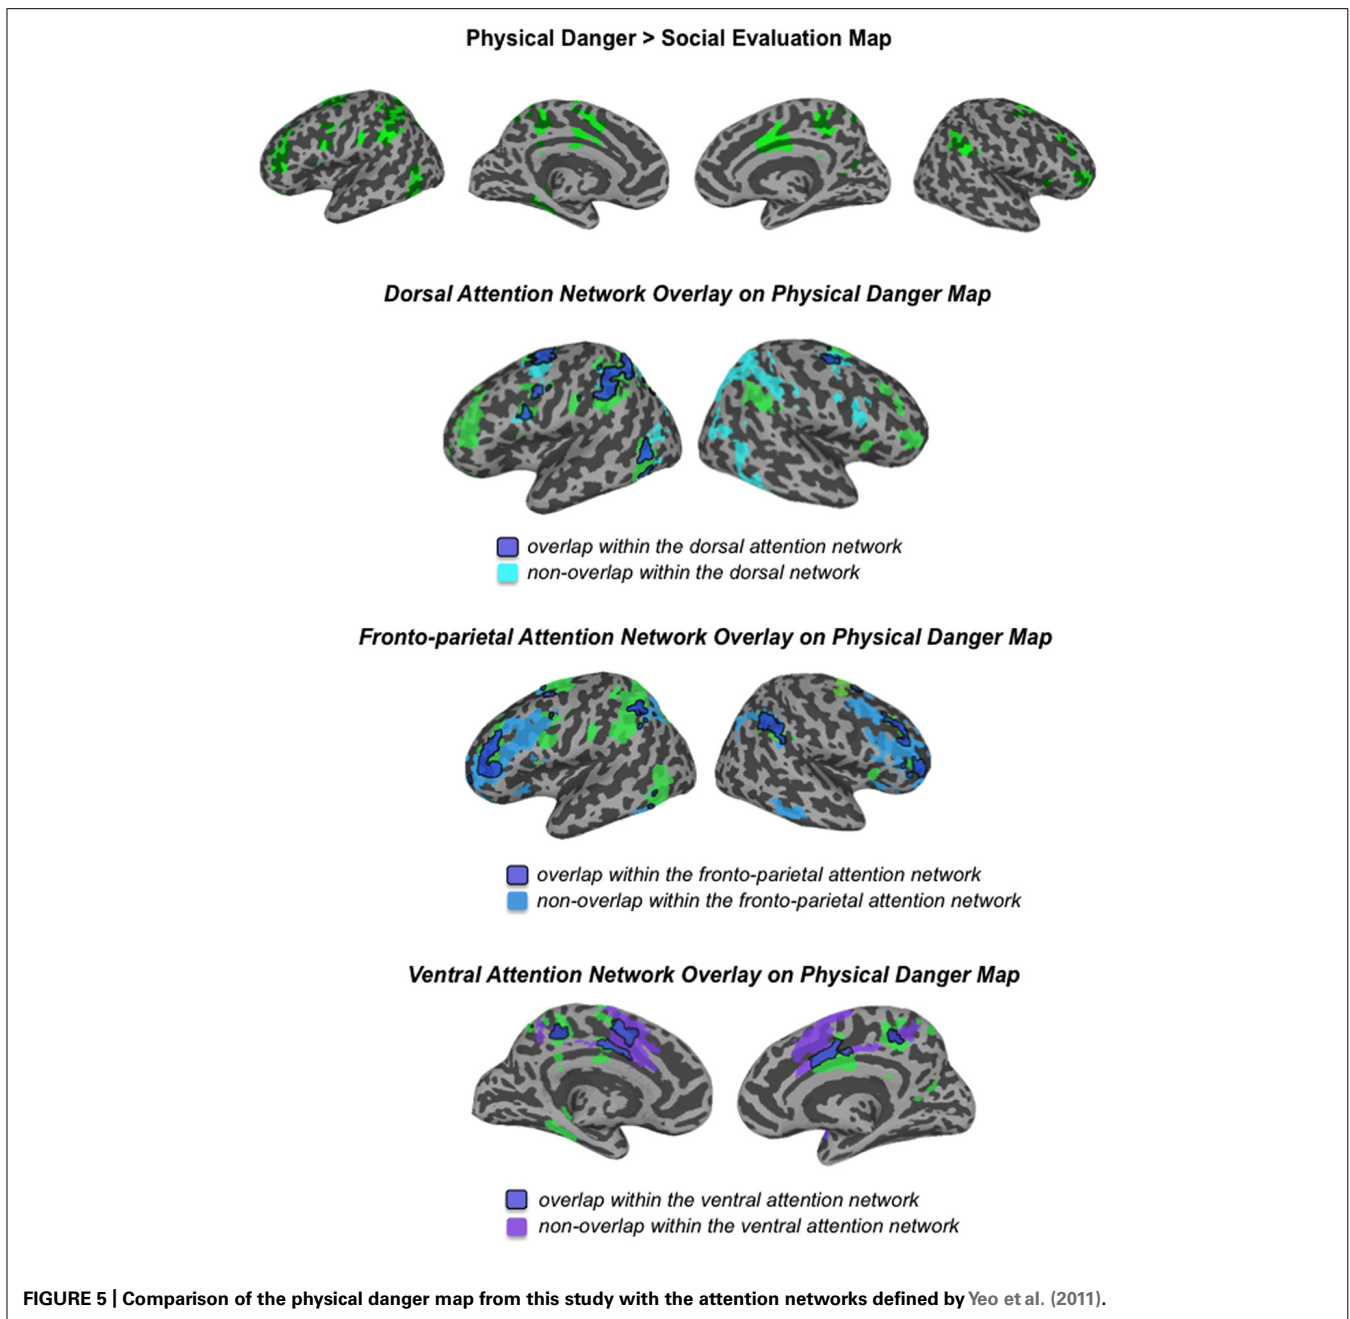 Physical Danger > Social Evaluation Map
Dorsal Attention Network Overlay on Physical Danger Map
overlap within the dorsal attention network
non-overlap within the dorsal network
Fronto-parietal Attention Network Overlay on Physical Danger Map
overlap within the fronto-parietal attention network
non-overlap within the fronto-parietal attention network
Ventral Attention Network Overlay on Physical Danger Map
overlap within the ventral attention network
non-overlap within the ventral attention network
FIGURE 5 | Comparison of the physical danger map from this study with the attention networks defined by Yeo et al. (2011).